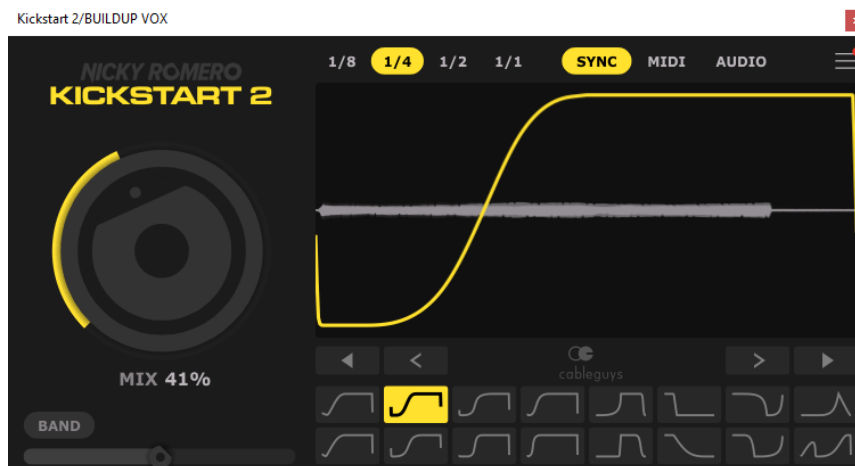 Kickstart 2/BUILDUP VOX
NICKY ROMERO
KICKSTART 2
1/8 1/4 1/2 1/1 SYNC MIDI AUDIO
MIX 41%
cableguys
BAND